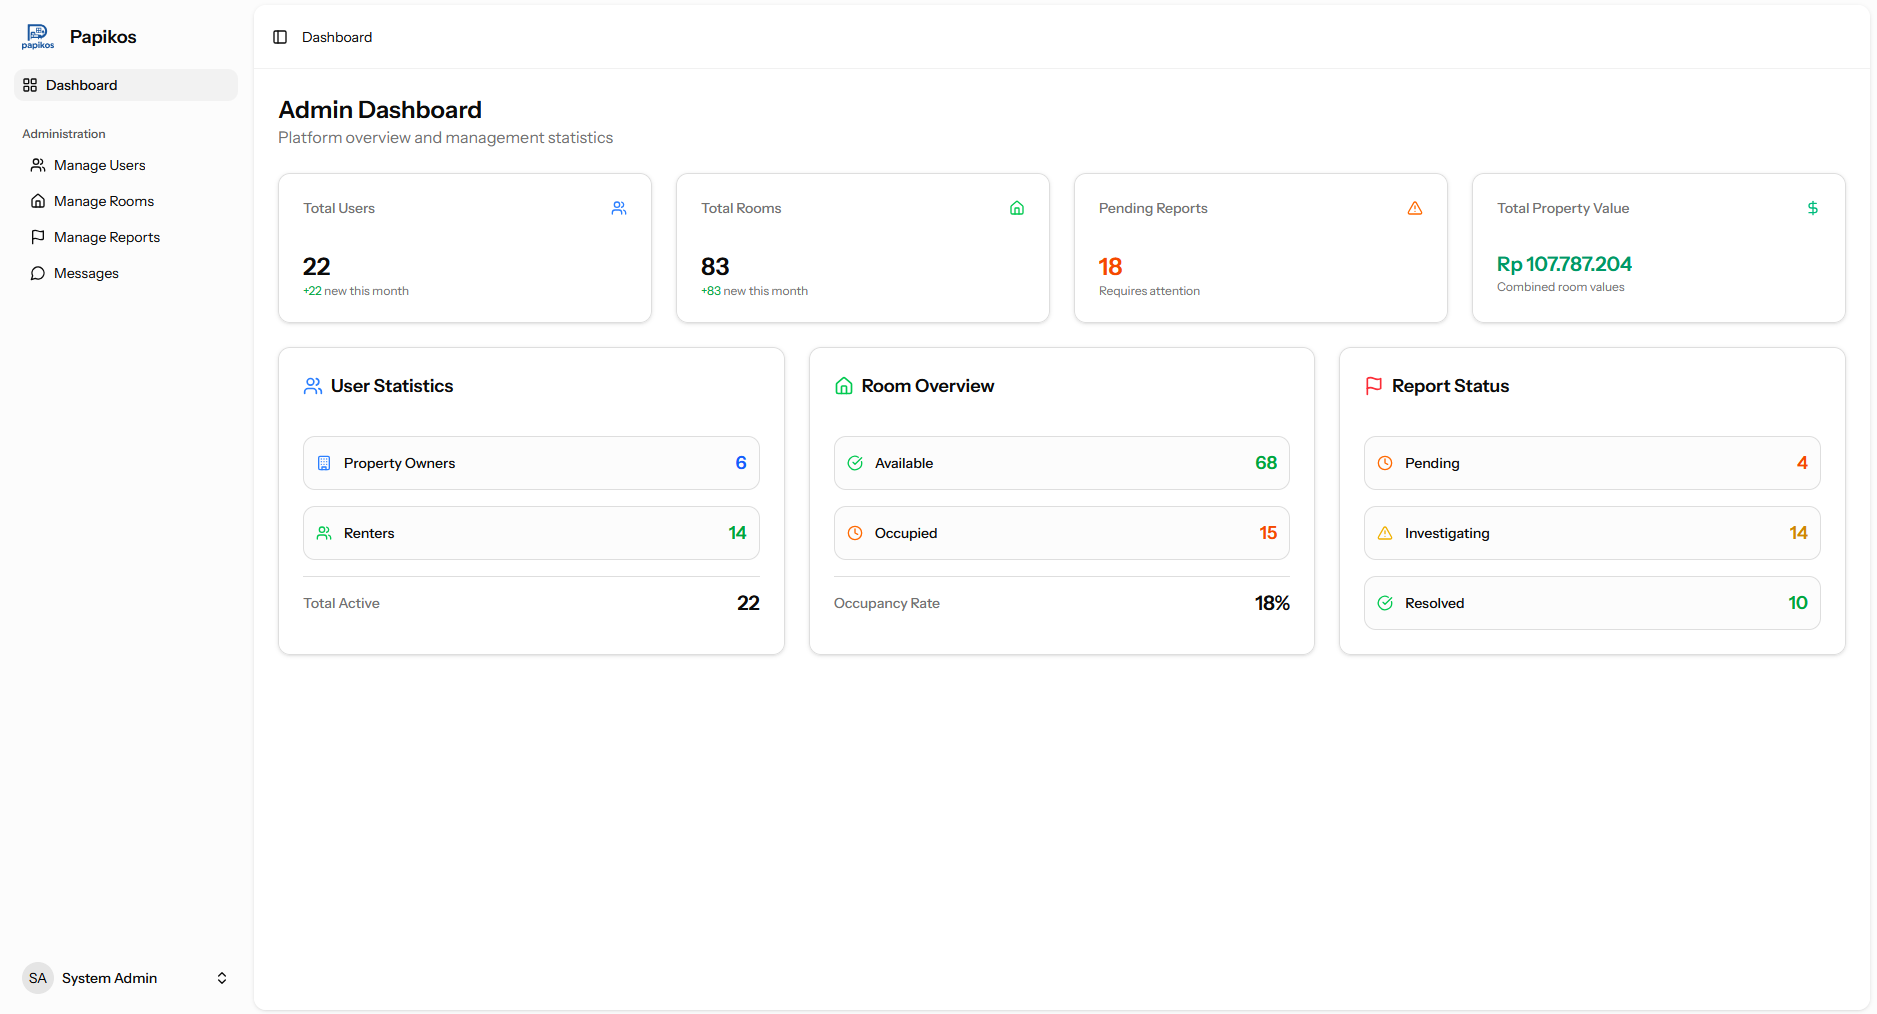 papikos
Papikos
Dashboard
Administration
Manage Users
Manage Rooms
Manage Reports
Messages
SA
System Admin
Dashboard
Admin Dashboard
Platform overview and management statistics
Total Users
22
+22 new this month
Total Rooms
83
+83 new this month
Pending Reports
18
Requires attention
Total Property Value
Rp 107.787.204
Combined room values
User Statistics
Property Owners 6
Renters 14
Total Active 22
Room Overview
Available 68
Occupied 15
Occupancy Rate 18%
Report Status
Pending 4
Investigating 14
Resolved 10